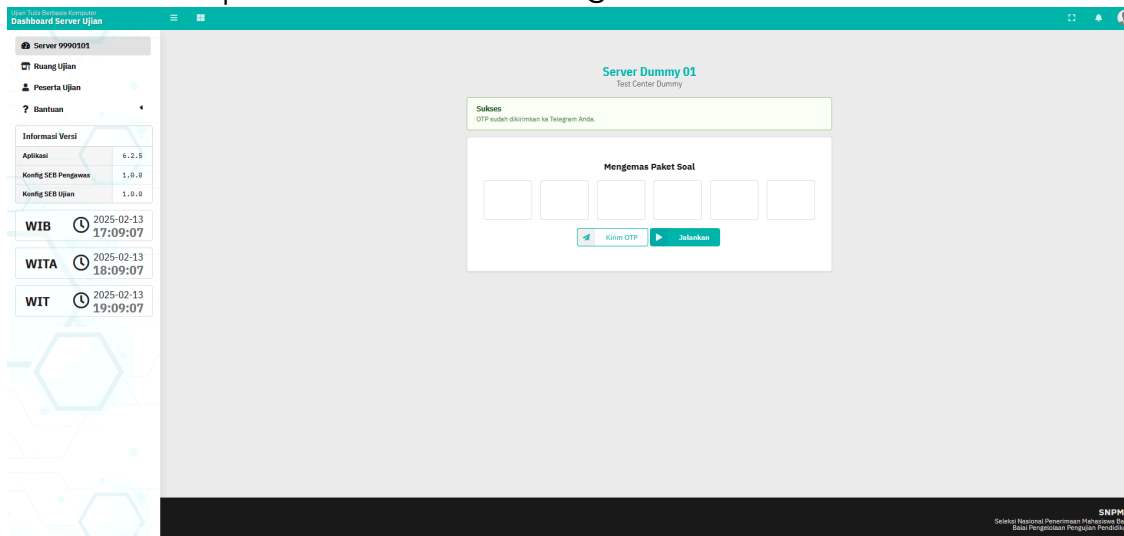 Ujian Tulis Berbasis Komputer
Dashboard Server Ujian
Server 9990101
Ruang Ujian
Peserta Ujian
Bantuan
Informasi Versi
Aplikasi 6.2.5
Konfig SEB Pengawas 1.0.0
Konfig SEB Ujian 1.0.0
WIB 2025-02-13
17:09:07
WITA 2025-02-13
18:09:07
WIT 2025-02-13
19:09:07
Server Dummy 01
Test Center Dummy
Sukses
OTP sudah dikirimkan ke Telegram Anda.
Mengemas Paket Soal
Kirim OTP
Jalankan
SNPM
Seleksi Nasional Penerimaan Mahasiswa Ba
Balai Pengelolaan Pengujian Pendidik